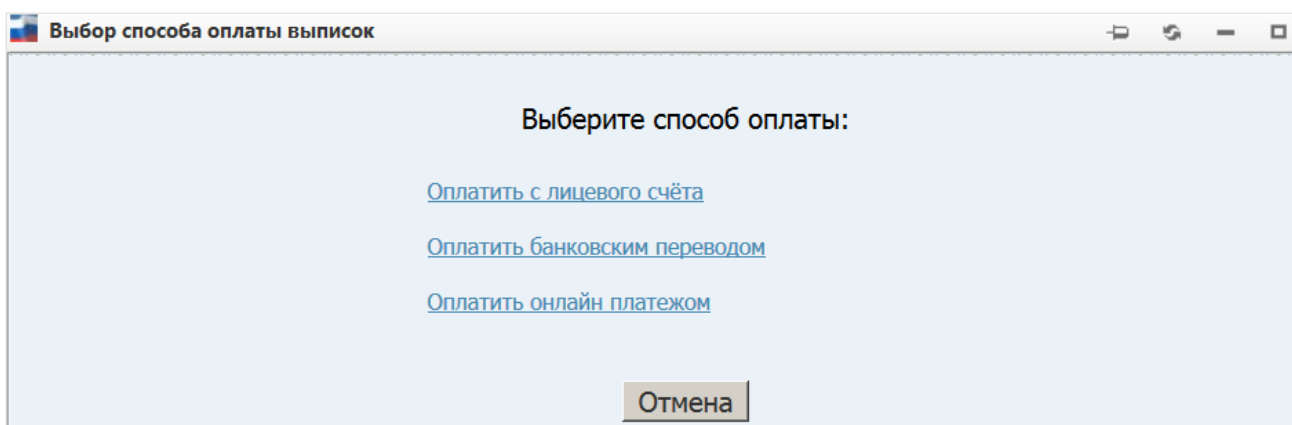 Выбор способа оплаты выписок
Выберите способ оплаты:
Оплатить с лицевого счёта
Оплатить банковским переводом
Оплатить онлайн платежом
Отмена